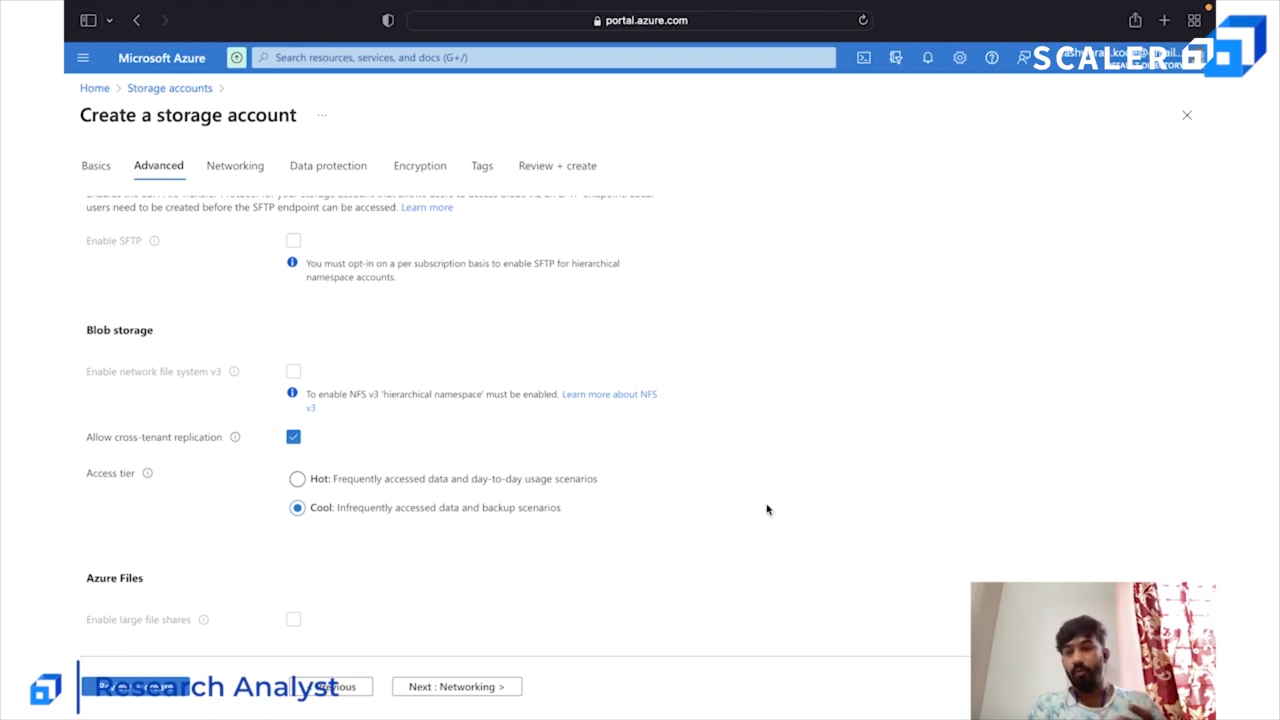 portal.azure.com
Microsoft Azure
Search resources, services, and docs (G+/)
SCALER
DEFAULT DIRECTORY
Home > Storage accounts >
Create a storage account ...
Basics Advanced Networking Data protection Encryption Tags Review + create
users need to be created before the SFTP endpoint can be accessed. Learn more
Enable SFTP
You must opt-in on a per subscription basis to enable SFTP for hierarchical
namespace accounts.
Blob storage
Enable network file system v3
To enable NFS v3 'hierarchical namespace' must be enabled. Learn more about NFS
v3
Allow cross-tenant replication
Access tier
Hot: Frequently accessed data and day-to-day usage scenarios
Cool: Infrequently accessed data and backup scenarios
Azure Files
Enable large file shares
Research Analyst
Next : Networking >